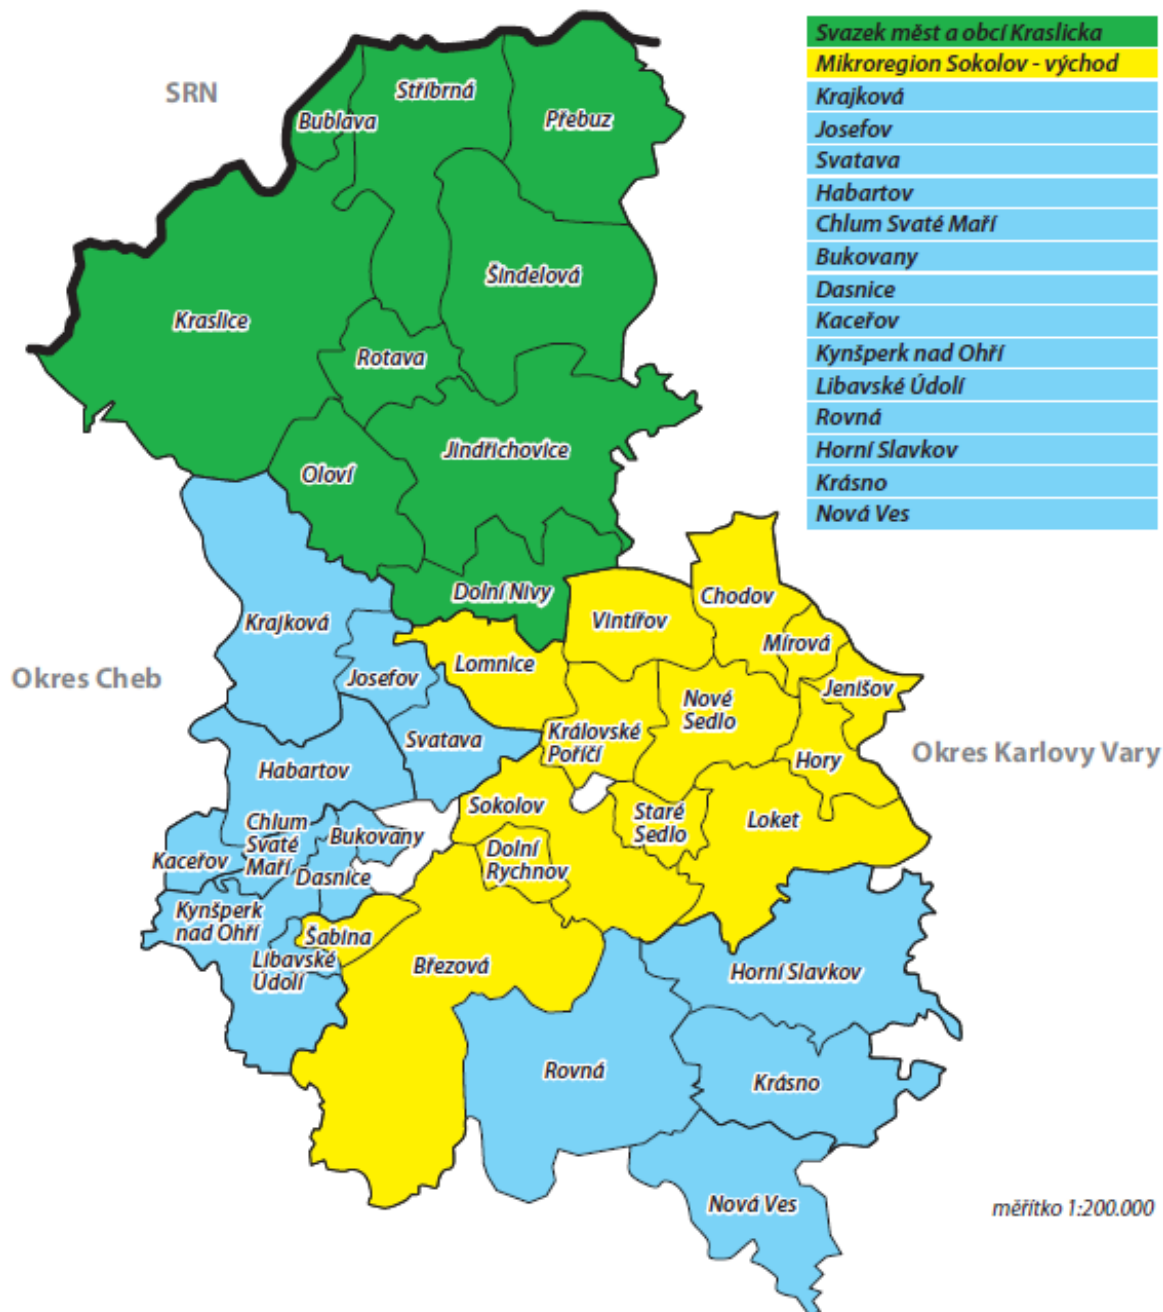 Svazek měst a obcí Kraslicka
Mikroregion Sokolov - východ
Krajková
Josefov
Svatava
Habartov
Chlum Svaté Maří
Bukovany
Dasnice
Kaceřov
Kynšperk nad Ohří
Libavské Údolí
Rovná
Horní Slavkov
Krásno
Nová Ves
SRN
Stříbrná
Bublava
Přebuz
Šindelová
Kraslice
Rotava
Jindřichovice
Oloví
Dolní Nivy
Krajková
Vintířov
Chodov
Mírová
Josefov
Lomnice
Okres Cheb
Jenišov
Nové
Sedlo
Svatava
Královské
Poříčí
Okres Karlovy Vary
Hory
Habartov
Sokolov
Staré
Sedlo
Loket
Chlum
Svaté
Maří
Bukovany
Kaceřov
Dolní
Rychnov
Dasnice
Kynšperk
nad Ohří
Šabina
Libavské
Údolí
Březová
Horní Slavkov
Rovná
Krásno
Nová Ves
měřítko 1:200.000